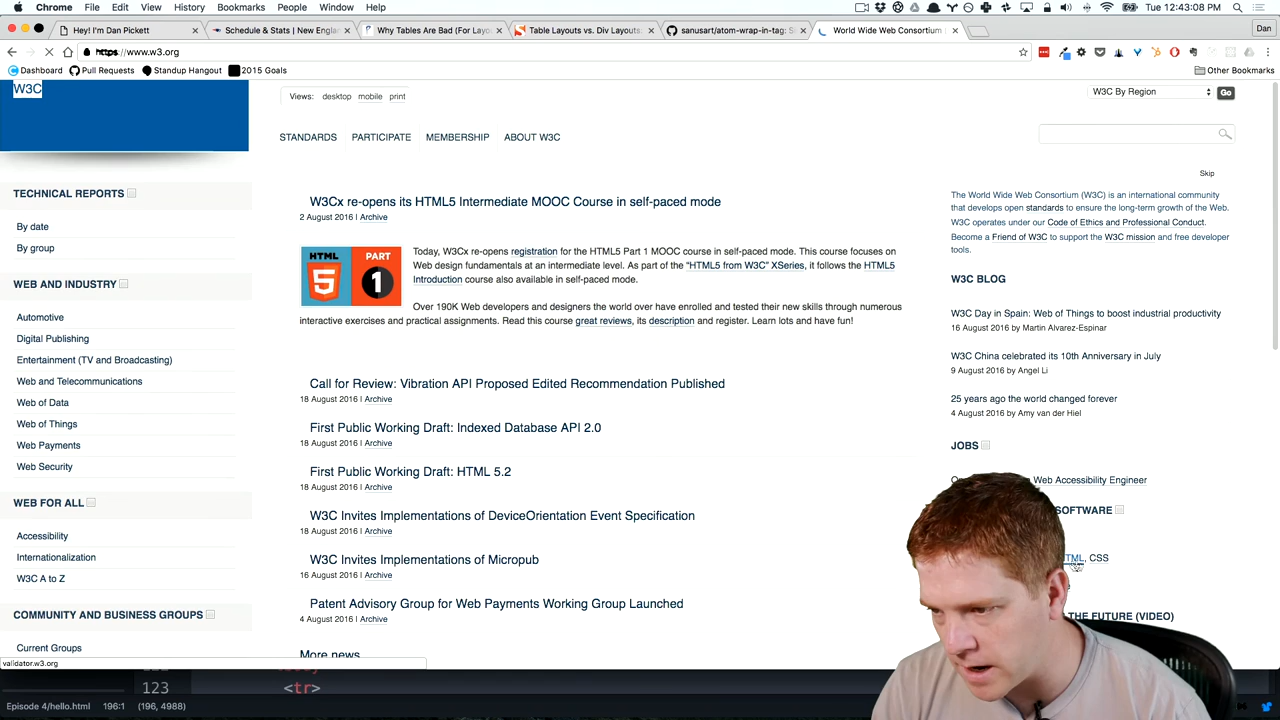 Chrome File Edit View History Bookmarks People Window Help
Tue 12:43:08 PM
Hey! I'm Dan Pickett
Schedule & Stats | New Engla
Why Tables Are Bad (For Layou
Table Layouts vs. Div Layouts
sanusart/atom-wrap-in-tag: S
World Wide Web Consortium
Dan
https://www.w3.org
Dashboard Pull Requests Standup Hangout 2015 Goals
Other Bookmarks
W3C
Views: desktop mobile print
W3C By Region
Go
STANDARDS PARTICIPATE MEMBERSHIP ABOUT W3C
Skip
TECHNICAL REPORTS
By date
By group
WEB AND INDUSTRY
Automotive
Digital Publishing
Entertainment (TV and Broadcasting)
Web and Telecommunications
Web of Data
Web of Things
Web Payments
Web Security
WEB FOR ALL
Accessibility
Internationalization
W3C A to Z
COMMUNITY AND BUSINESS GROUPS
Current Groups
W3Cx re-opens its HTML5 Intermediate MOOC Course in self-paced mode
2 August 2016 | Archive
HTML PART
5 1
Today, W3Cx re-opens registration for the HTML5 Part 1 MOOC course in self-paced mode. This course focuses on
Web design fundamentals at an intermediate level. As part of the "HTML5 from W3C" XSeries, it follows the HTML5
Introduction course also available in self-paced mode.
Over 190K Web developers and designers the world over have enrolled and tested their new skills through numerous
interactive exercises and practical assignments. Read this course great reviews, its description and register. Learn lots and have fun!
Call for Review: Vibration API Proposed Edited Recommendation Published
18 August 2016 | Archive
First Public Working Draft: Indexed Database API 2.0
18 August 2016 | Archive
First Public Working Draft: HTML 5.2
18 August 2016 | Archive
W3C Invites Implementations of DeviceOrientation Event Specification
18 August 2016 | Archive
W3C Invites Implementations of Micropub
16 August 2016 | Archive
Patent Advisory Group for Web Payments Working Group Launched
4 August 2016 | Archive
More news
The World Wide Web Consortium (W3C) is an international community
that develops open standards to ensure the long-term growth of the Web.
W3C operates under our Code of Ethics and Professional Conduct.
Become a Friend of W3C to support the W3C mission and free developer
tools.
W3C BLOG
W3C Day in Spain: Web of Things to boost industrial productivity
16 August 2016 by Martin Alvarez-Espinar
W3C China celebrated its 10th Anniversary in July
9 August 2016 by Angel Li
25 years ago the world changed forever
4 August 2016 by Amy van der Hiel
JOBS
Web Accessibility Engineer
SOFTWARE
HTML, CSS
THE FUTURE (VIDEO)
validator.w3.org
123 <tr>
Episode 4/hello.html 196:1 (196, 4988)